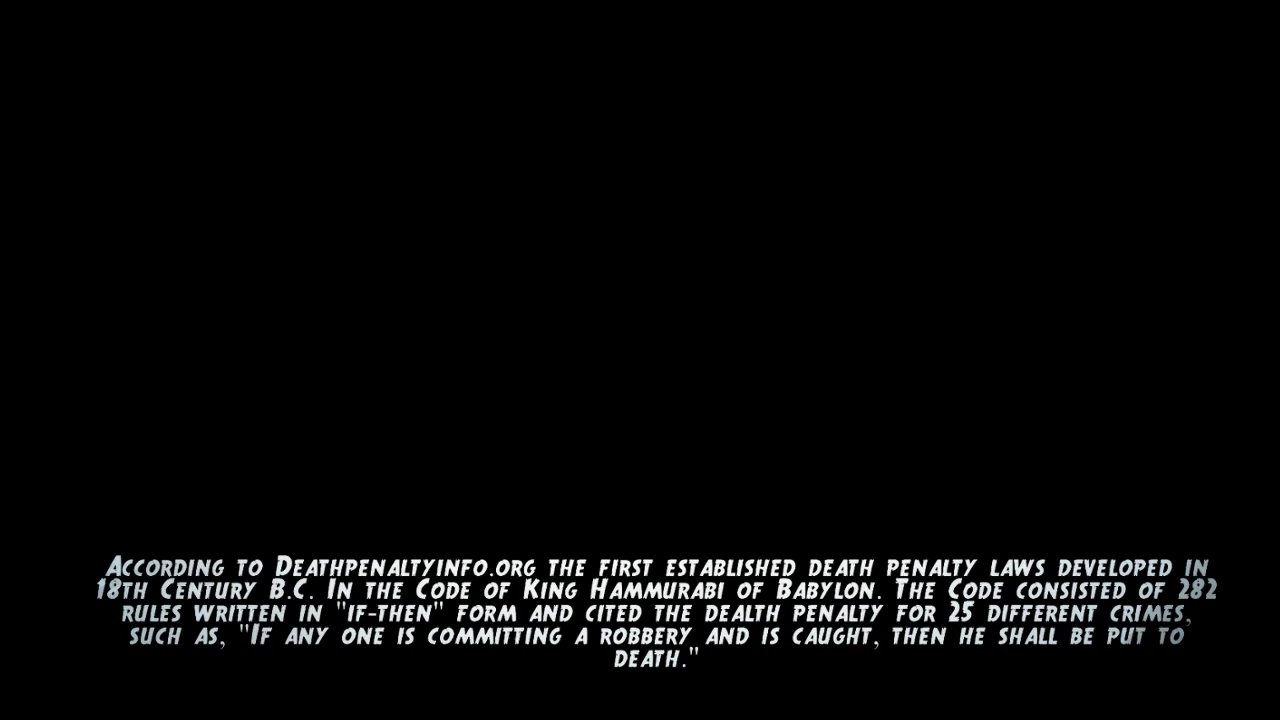 According to Deathpenaltyinfo.org the first established death penalty laws developed in
18th Century B.C. In the Code of King Hammurabi of Babylon. The Code consisted of 282
rules written in "if-then" form and cited the dealth penalty for 25 different crimes,
such as, "If any one is committing a robbery and is caught, then he shall be put to
death."